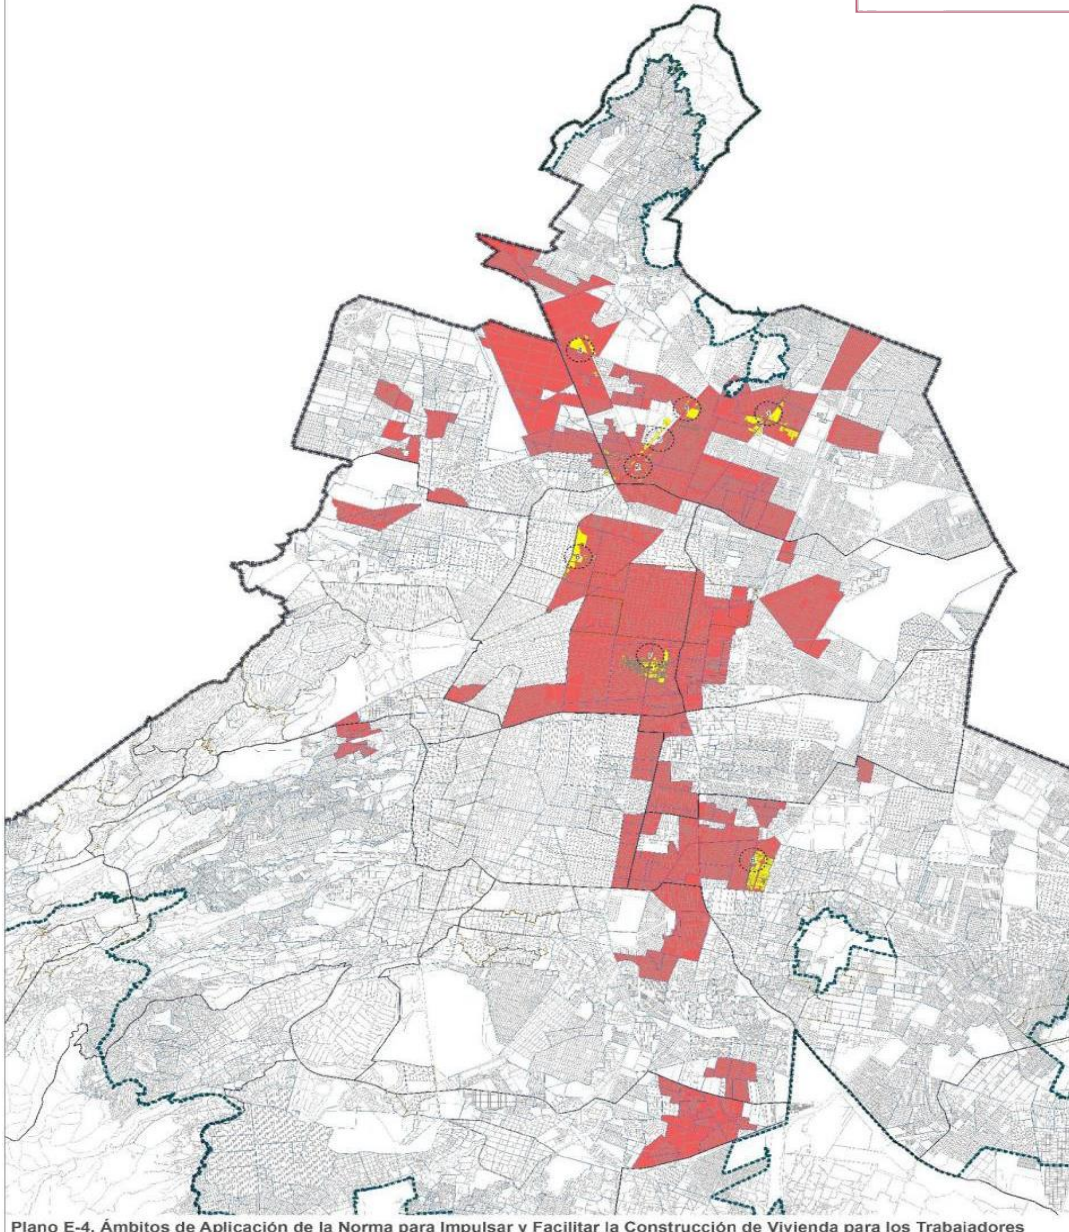 Plano E-4. Ámbitos de Aplicación de la Norma para Impulsar y Facilitar la Construcción de Vivienda para los Trabajadores